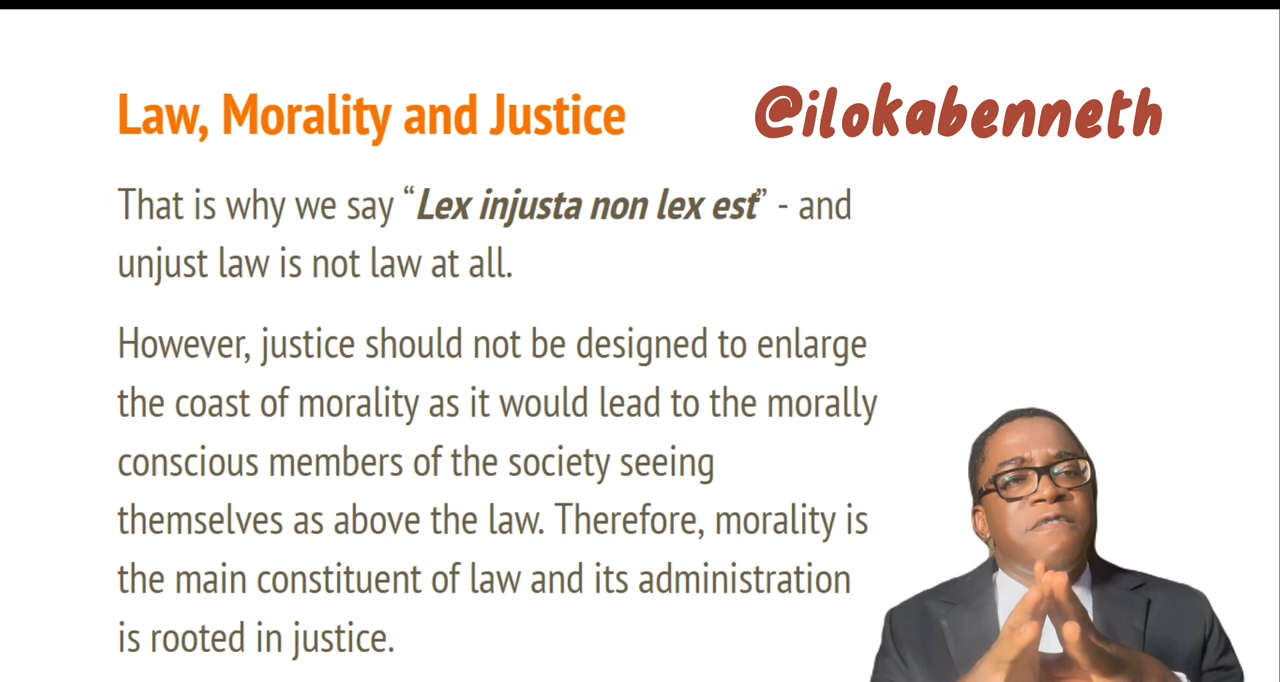 Law, Morality and Justice
@ilokabenneth
That is why we say “Lex injusta non lex est” - and
unjust law is not law at all.
However, justice should not be designed to enlarge
the coast of morality as it would lead to the morally
conscious members of the society seeing
themselves as above the law. Therefore, morality is
the main constituent of law and its administration
is rooted in justice.